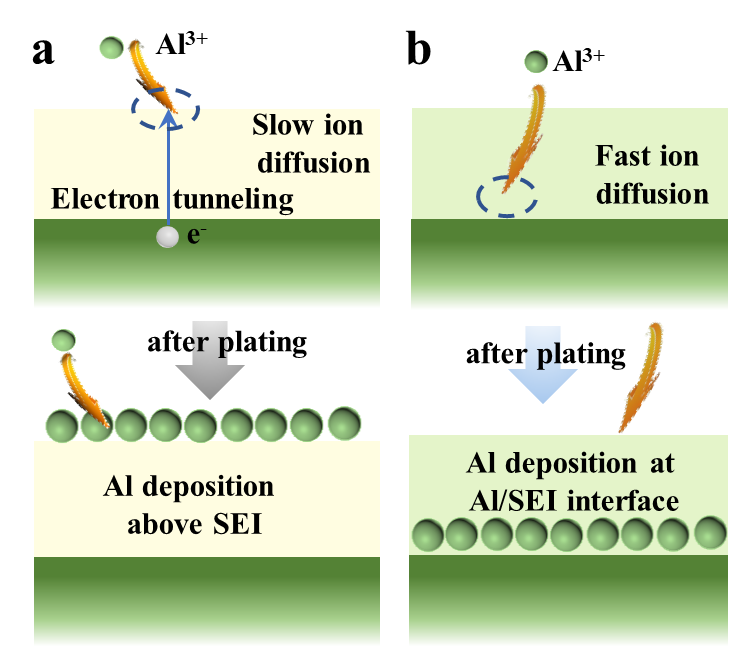 a
Al³⁺
Slow ion
diffusion
Electron tunneling
e⁻
after plating
Al deposition
above SEI
b
Al³⁺
Fast ion
diffusion
after plating
Al deposition at
Al/SEI interface